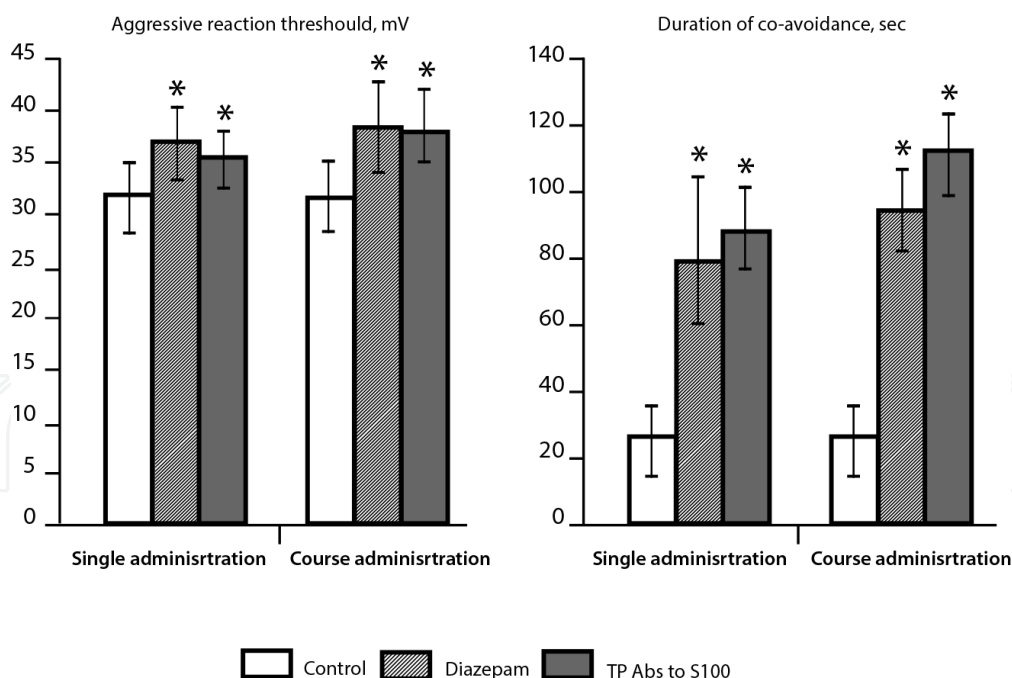 Aggressive reaction threshould, mV
45
*
*
*
*
40
35
30
25
20
15
10
5
0
Single adminisrtration
Course adminisrtration
Duration of co-avoidance, sec
140
*
120
*
*
*
100
80
60
40
20
0
Single adminisrtration
Course adminisrtration
Control
Diazepam
TP Abs to S100